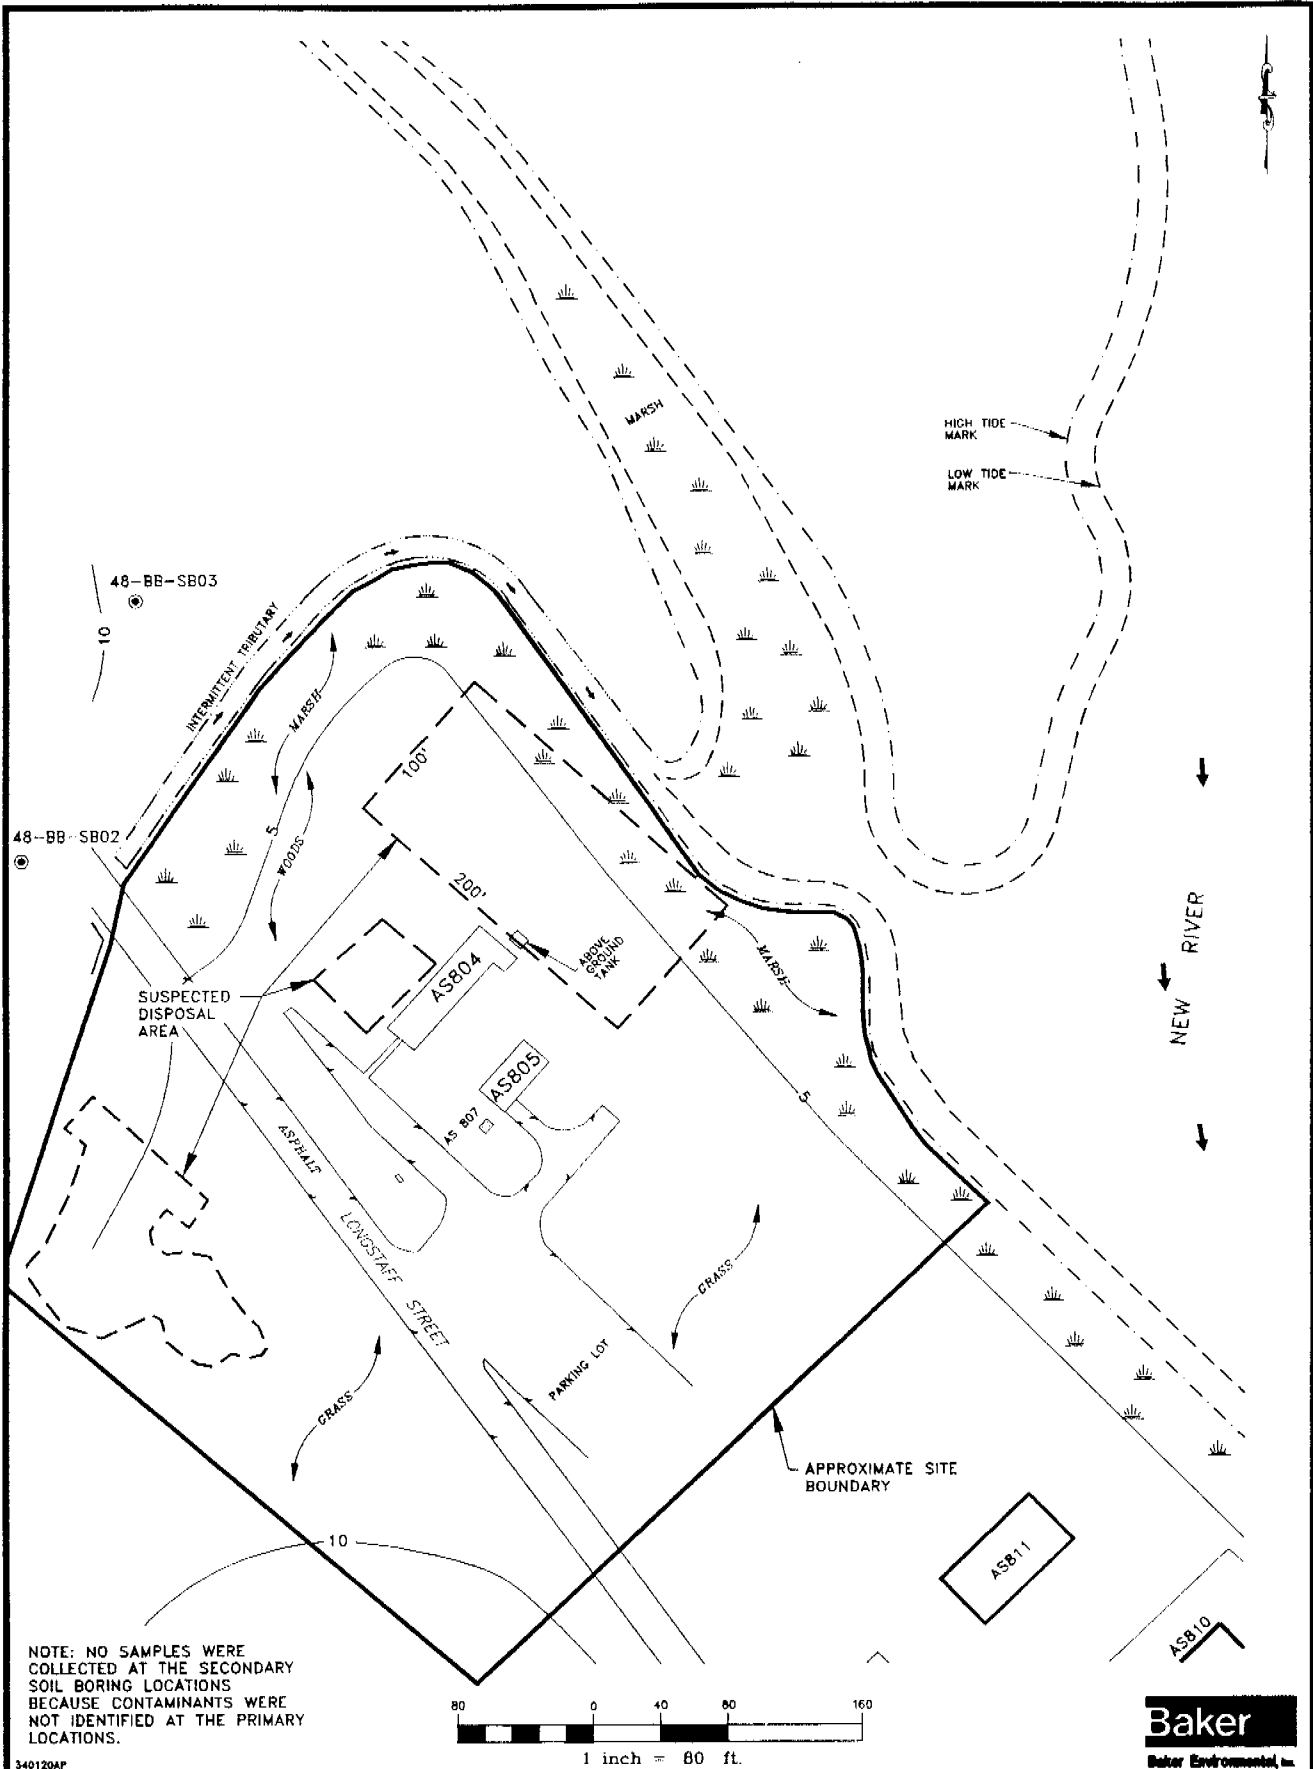 MARSH
HIGH TIDE
MARK
LOW TIDE
MARK
48-BB-SB03
10
INTERMITTENT TRIBUTARY
MARSH
100'
48-BB-SB02
5
WOODS
200'
ABOVE
GROUND
TANK
MARSH
NEW RIVER
AS804
SUSPECTED
DISPOSAL
AREA
AS805
AS 807
5
ASPHALT
LONGSTAFF STREET
GRASS
PARKING LOT
GRASS
APPROXIMATE SITE
BOUNDARY
10
AS811
AS810
NOTE: NO SAMPLES WERE
COLLECTED AT THE SECONDARY
SOIL BORING LOCATIONS
BECAUSE CONTAMINANTS WERE
NOT IDENTIFIED AT THE PRIMARY
LOCATIONS.
80 0 40 80 160
1 inch = 80 ft.
340120AP
Baker
Baker Environmental, Inc.